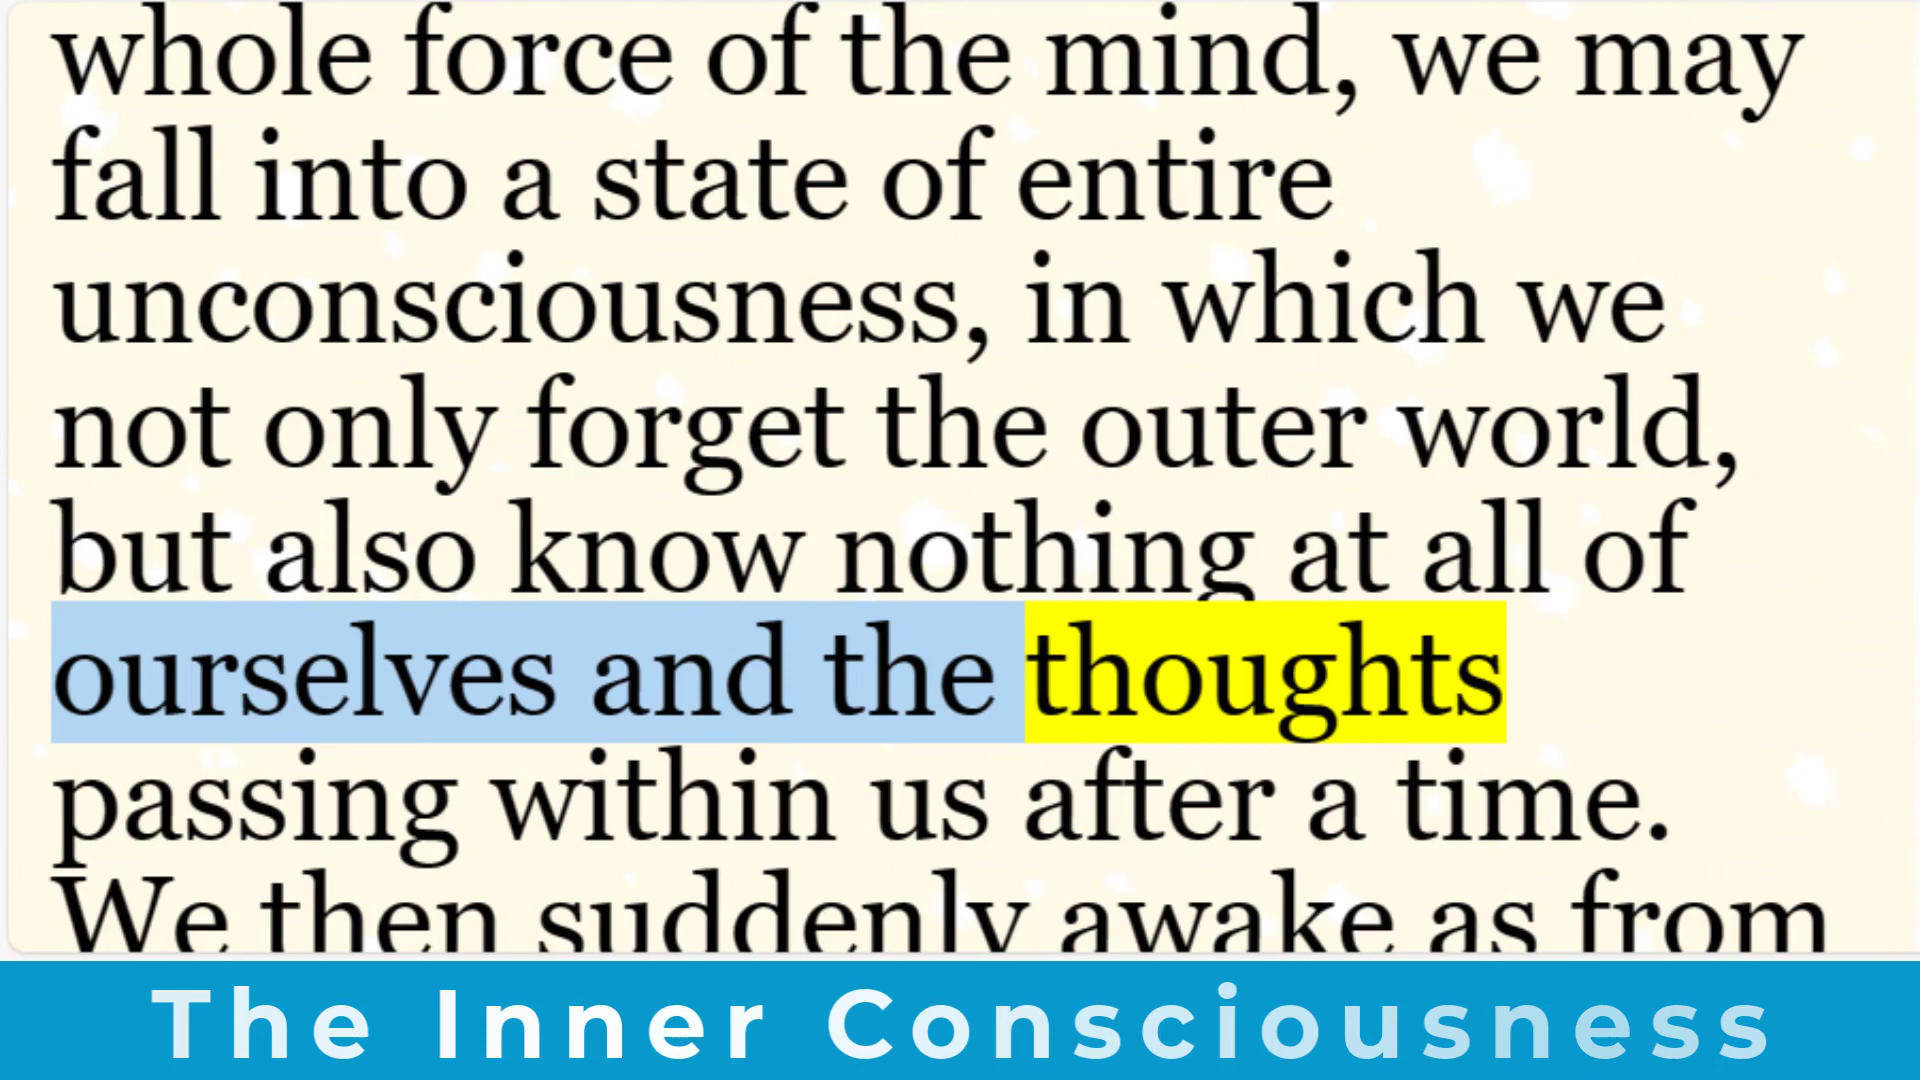 whole force of the mind, we may
fall into a state of entire
unconsciousness, in which we
not only forget the outer world,
but also know nothing at all of
ourselves and the thoughts
passing within us after a time.
We then suddenly awake as from
The Inner Consciousness